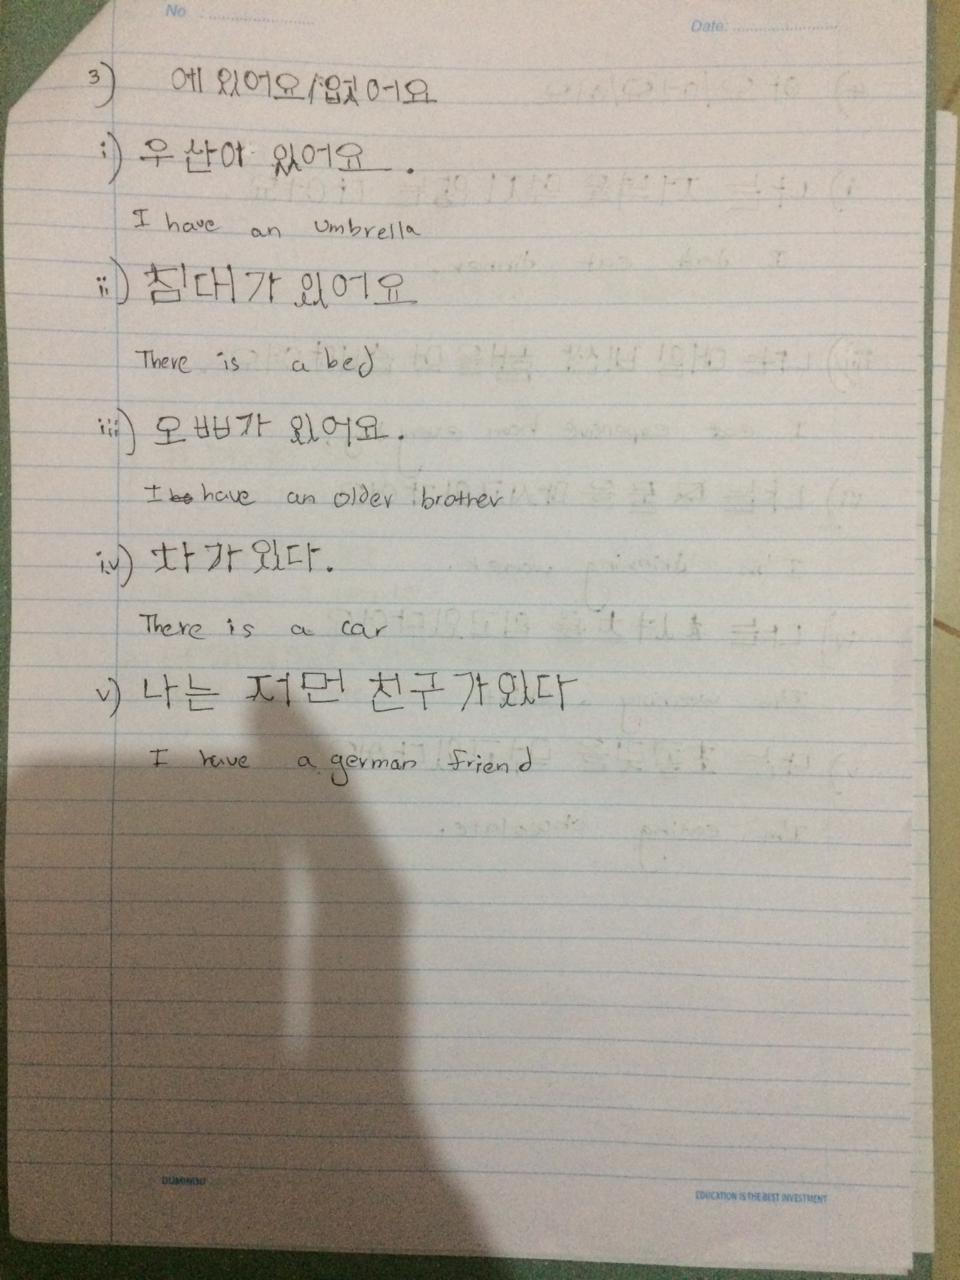 No
Date:
3) 에 있어요/없어요
i) 우산아 있어요.
I have an umbrella
ii) 침대가 있어요
There is a bed
iii) 오빠가 있어요.
I have an older brother
iv) 차가 있다.
There is a car
v) 나는 저먼 친구가 있다
I have a german friend
EDUCATION IS THE BEST INVESTMENT